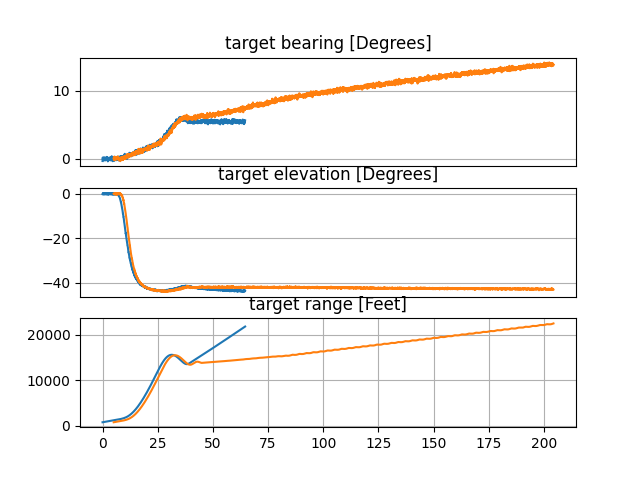 target bearing [Degrees]
10
0
target elevation [Degrees]
0
−20
−40
target range [Feet]
20000
10000
0
0 25 50 75 100 125 150 175 200